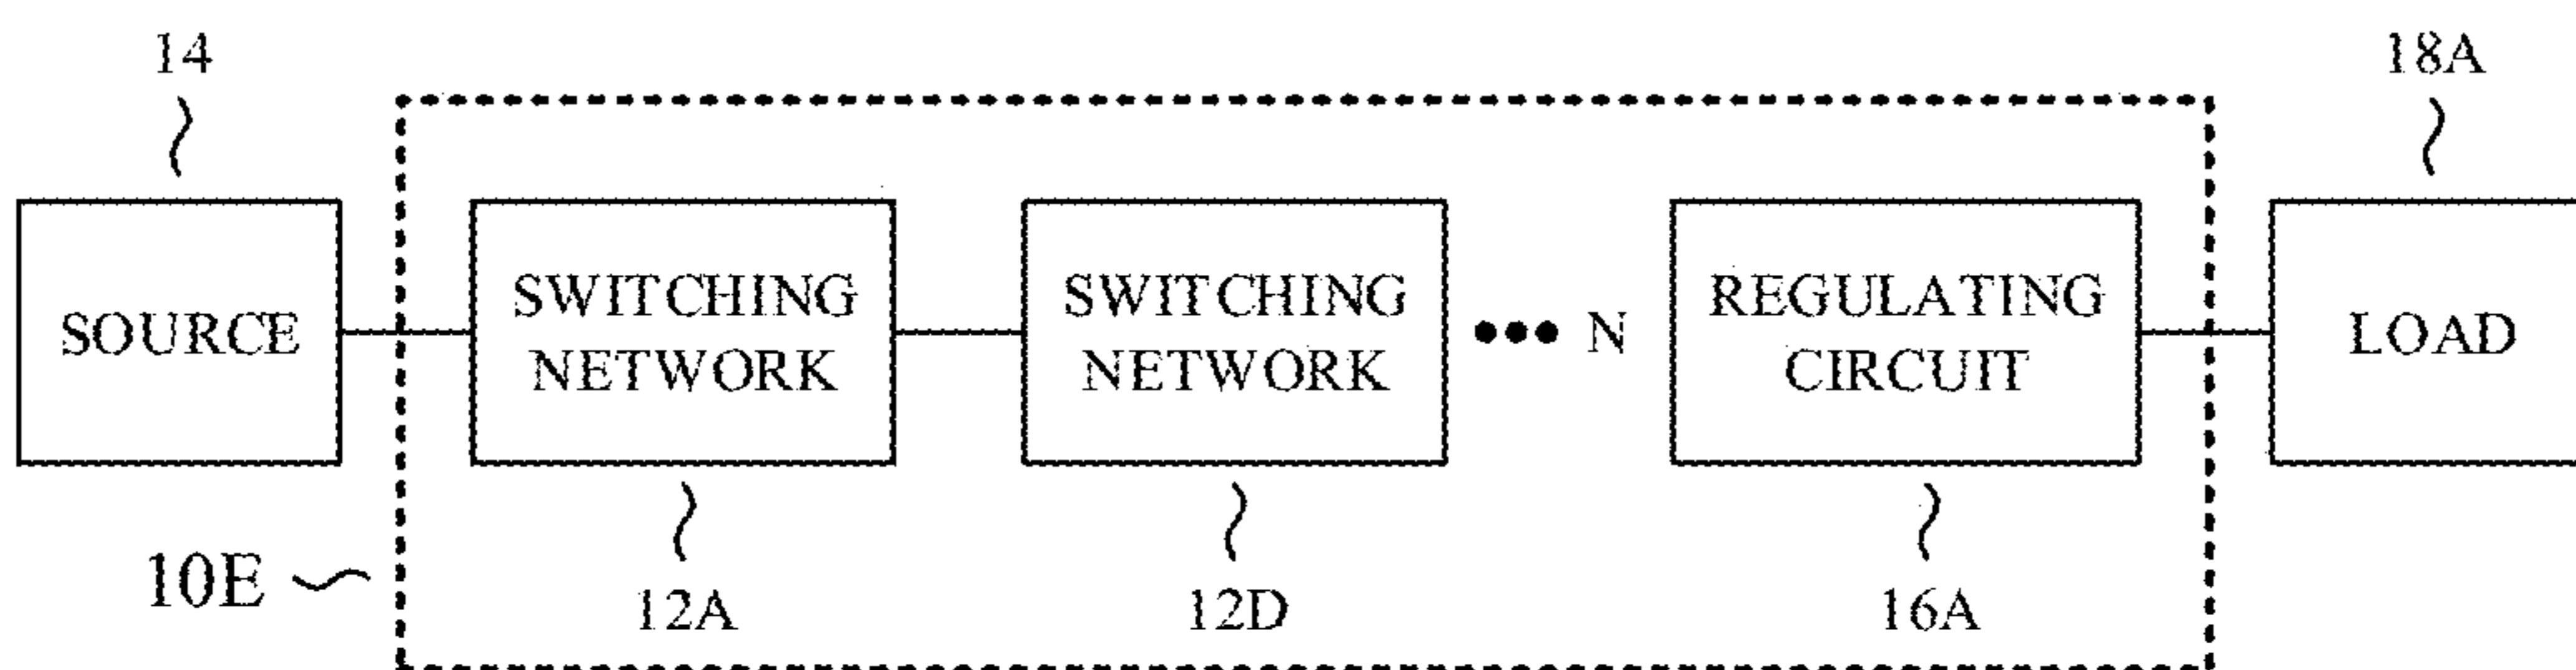 14
18A
SOURCE
SWITCHING
NETWORK
SWITCHING
NETWORK
••• N
REGULATING
CIRCUIT
LOAD
10E
12A
12D
16A